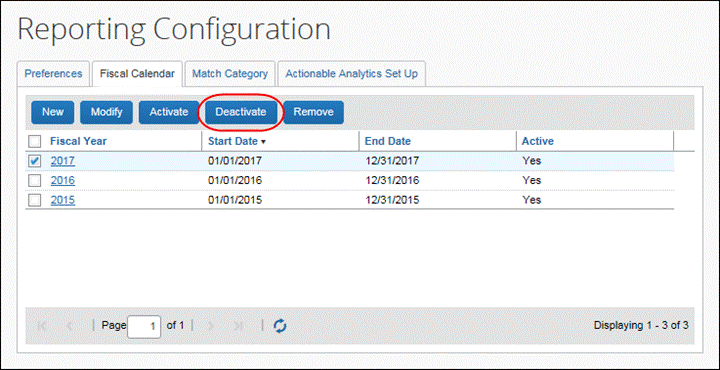 Reporting Configuration
Preferences Fiscal Calendar Match Category Actionable Analytics Set Up
New Modify Activate Deactivate Remove
Fiscal Year Start Date End Date Active
2017 01/01/2017 12/31/2017 Yes
2016 01/01/2016 12/31/2016 Yes
2015 01/01/2015 12/31/2015 Yes
Page 1 of 1 Displaying 1 - 3 of 3